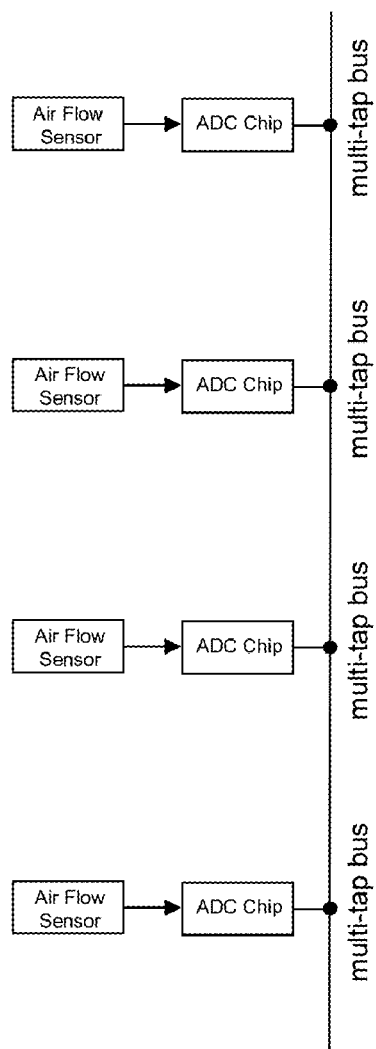 Air Flow
Sensor
ADC Chip
multi-tap bus
Air Flow
Sensor
ADC Chip
multi-tap bus
Air Flow
Sensor
ADC Chip
multi-tap bus
Air Flow
Sensor
ADC Chip
multi-tap bus